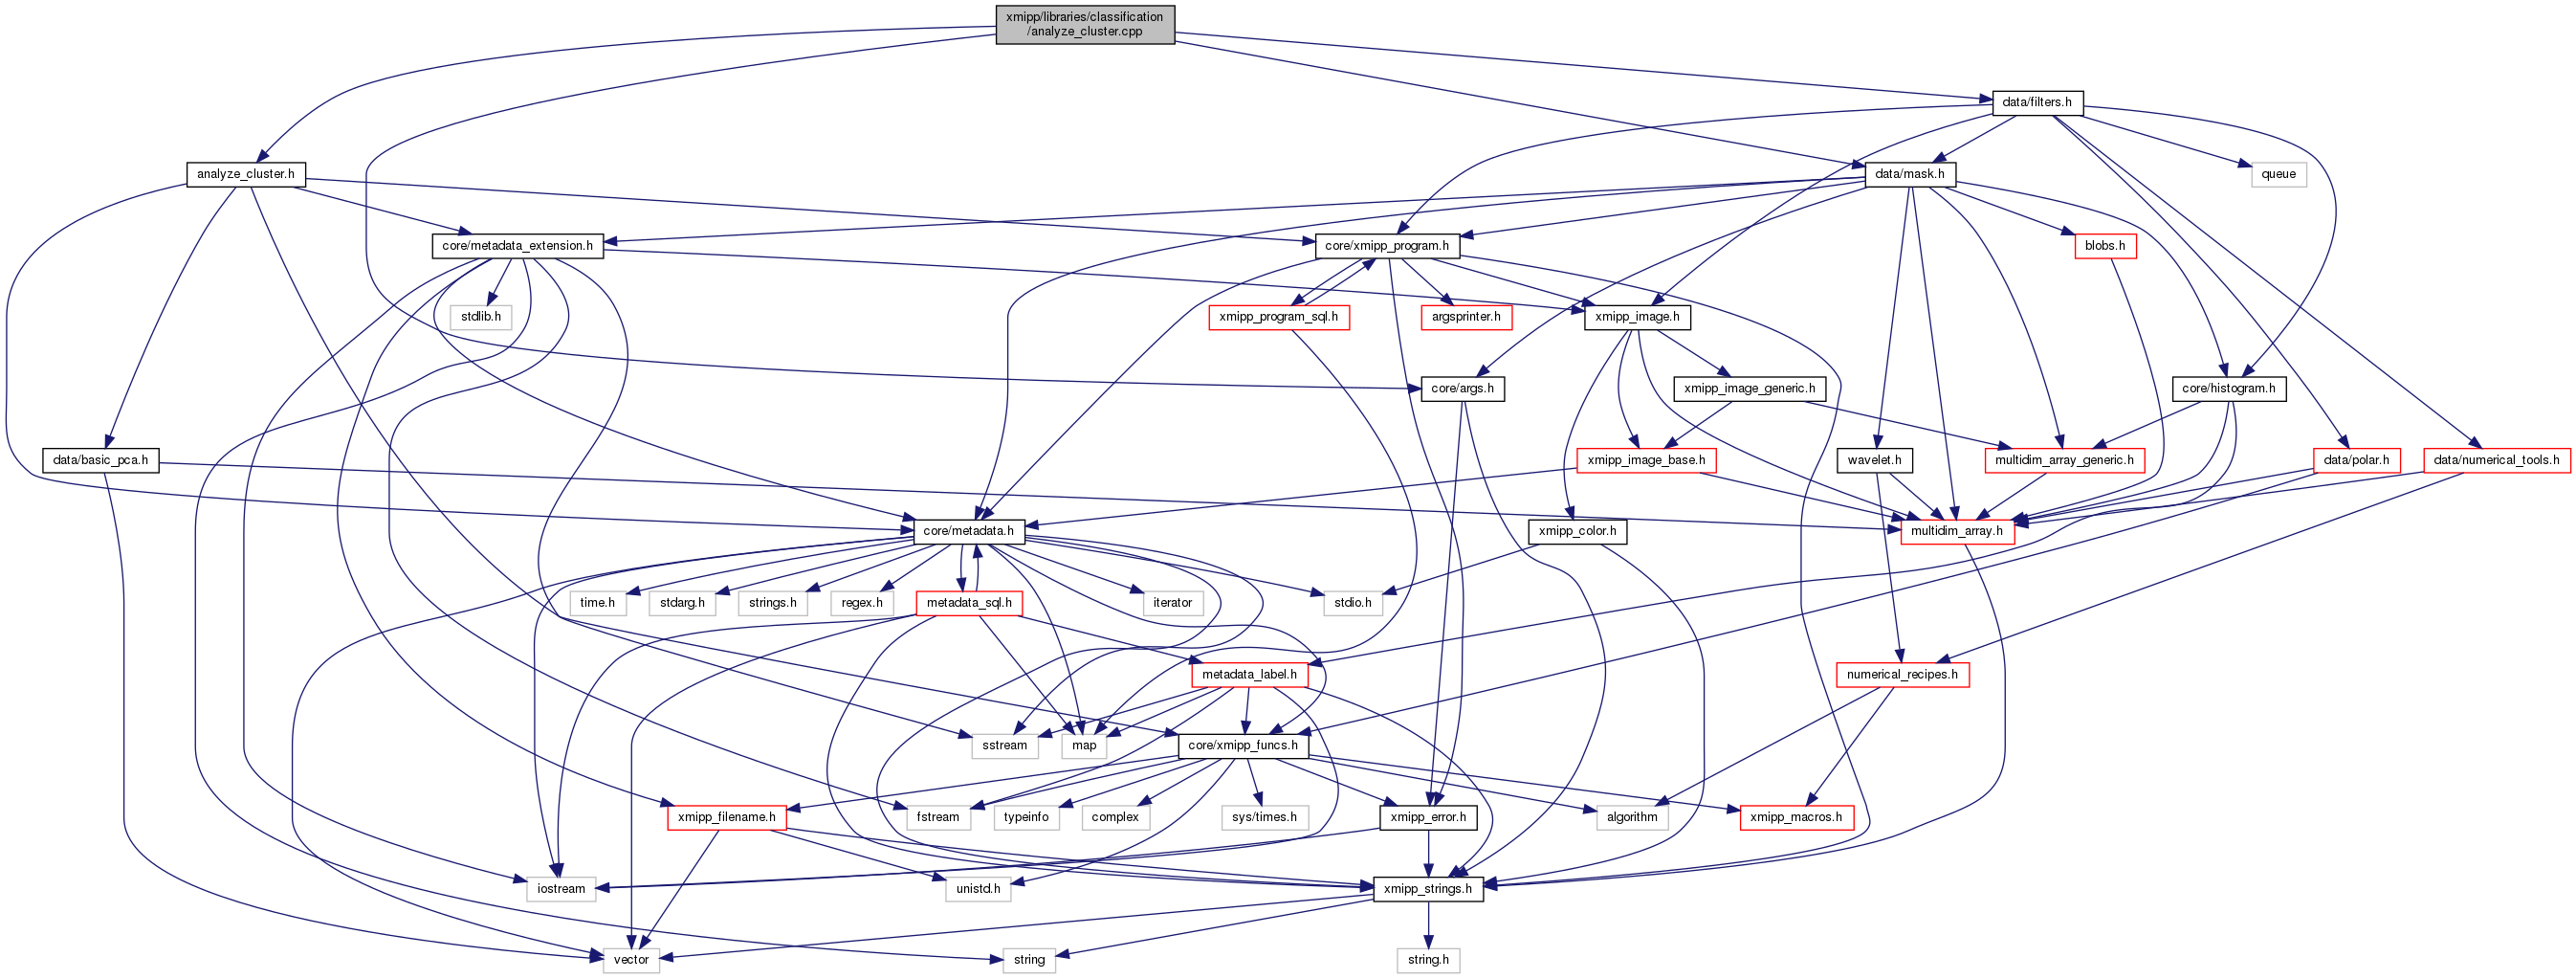 xmipp/libraries/classification
/analyze_cluster.cpp
data/filters.h
analyze_cluster.h
data/mask.h
queue
core/metadata_extension.h
core/xmipp_program.h
blobs.h
stdlib.h
xmipp_program_sql.h
argsprinter.h
xmipp_image.h
core/args.h
xmipp_image_generic.h
core/histogram.h
data/basic_pca.h
xmipp_image_base.h
wavelet.h
multidim_array_generic.h
data/polar.h
data/numerical_tools.h
core/metadata.h
xmipp_color.h
multidim_array.h
time.h
stdarg.h
strings.h
regex.h
metadata_sql.h
iterator
stdio.h
metadata_label.h
numerical_recipes.h
sstream
map
core/xmipp_funcs.h
xmipp_filename.h
fstream
typeinfo
complex
sys/times.h
xmipp_error.h
algorithm
xmipp_macros.h
iostream
unistd.h
xmipp_strings.h
vector
string
string.h